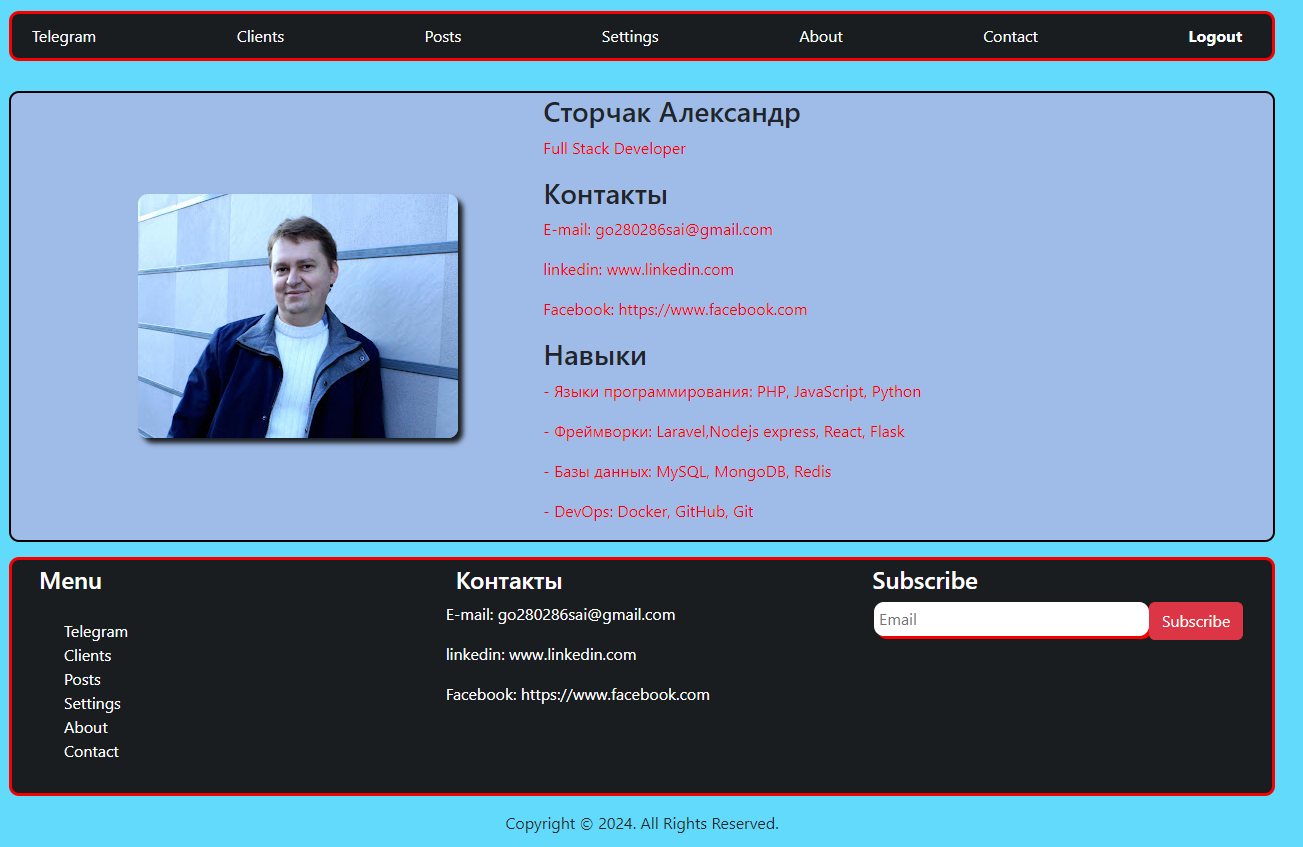 Telegram Clients Posts Settings About Contact Logout
Сторчак Александр
Full Stack Developer
Контакты
E-mail: go280286sai@gmail.com
linkedin: www.linkedin.com
Facebook: https://www.facebook.com
Навыки
- Языки программирования: PHP, JavaScript, Python
- Фреймворки: Laravel,Nodejs express, React, Flask
- Базы данных: MySQL, MongoDB, Redis
- DevOps: Docker, GitHub, Git
Menu
Telegram
Clients
Posts
Settings
About
Contact
Контакты
E-mail: go280286sai@gmail.com
linkedin: www.linkedin.com
Facebook: https://www.facebook.com
Subscribe
Email Subscribe
Copyright © 2024. All Rights Reserved.